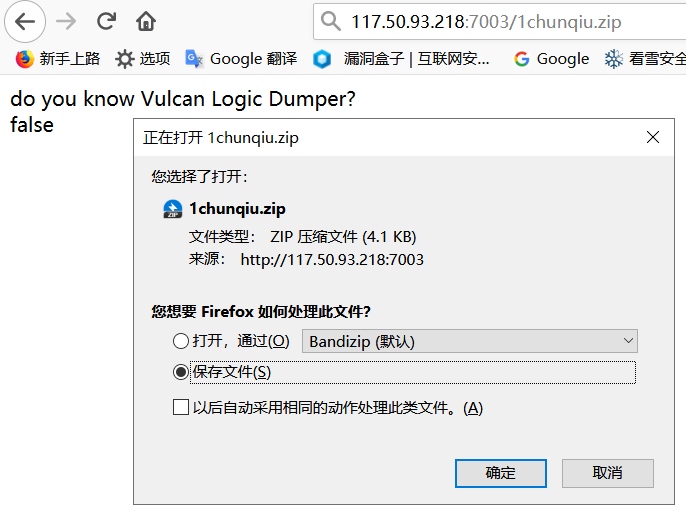 117.50.93.218:7003/1chunqiu.zip
新手上路 选项 Google 翻译 漏洞盒子 | 互联网安... Google 看雪安全
do you know Vulcan Logic Dumper?
false
正在打开 1chunqiu.zip
您选择了打开:
ZIP 1chunqiu.zip
文件类型: ZIP 压缩文件 (4.1 KB)
来源: http://117.50.93.218:7003
您想要 Firefox 如何处理此文件?
打开，通过(O) Bandizip (默认)
保存文件(S)
以后自动采用相同的动作处理此类文件。(A)
确定 取消